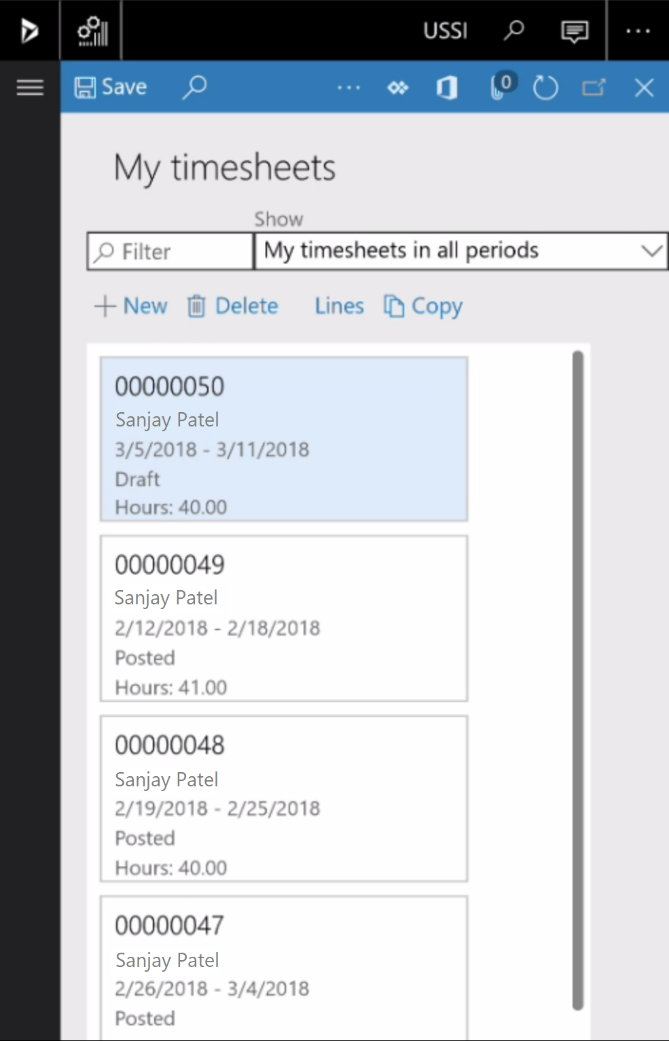 USSI
Save
0
My timesheets
Show
Filter
My timesheets in all periods
New Delete Lines Copy
00000050
Sanjay Patel
3/5/2018 - 3/11/2018
Draft
Hours: 40.00
00000049
Sanjay Patel
2/12/2018 - 2/18/2018
Posted
Hours: 41.00
00000048
Sanjay Patel
2/19/2018 - 2/25/2018
Posted
Hours: 40.00
00000047
Sanjay Patel
2/26/2018 - 3/4/2018
Posted